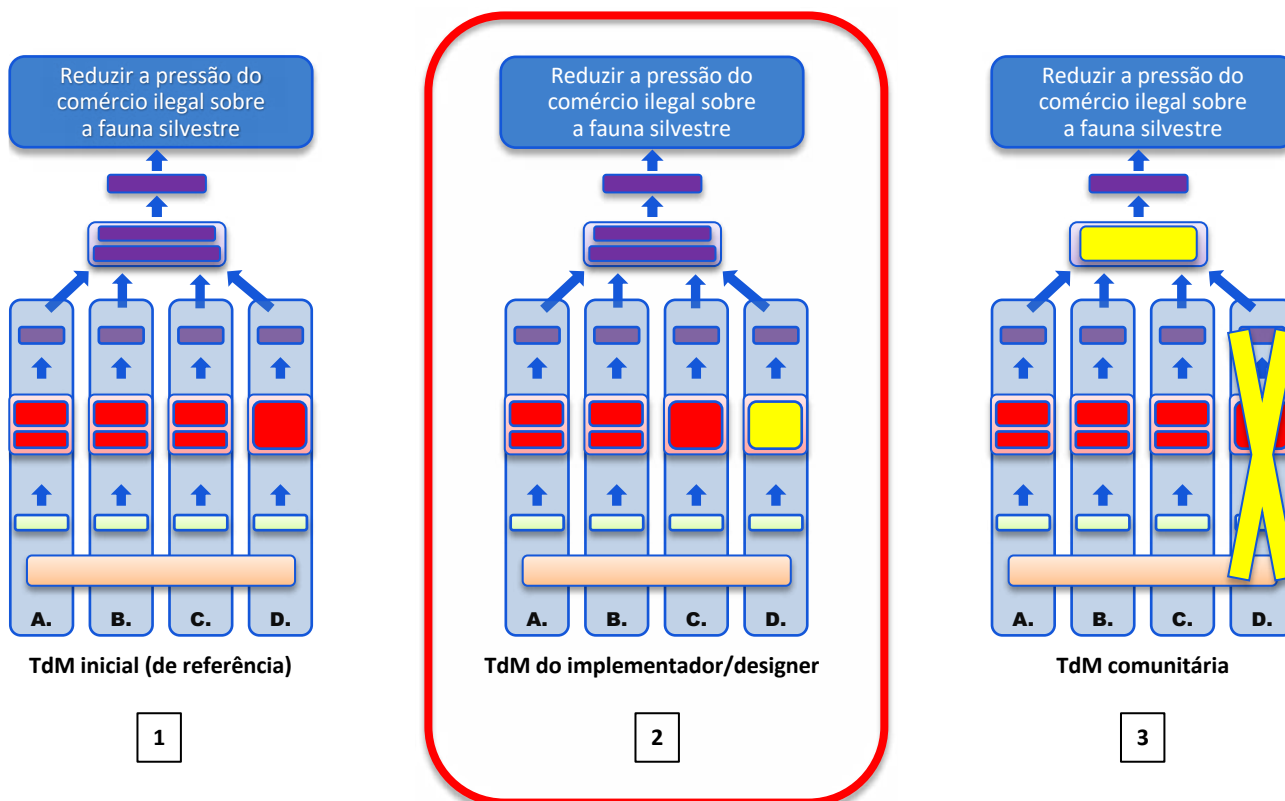 Reduzir a pressão do
comércio ilegal sobre
a fauna silvestre
A.
B.
C.
D.
TdM inicial (de referência)
1
Reduzir a pressão do
comércio ilegal sobre
a fauna silvestre
A.
B.
C.
D.
TdM do implementador/designer
2
Reduzir a pressão do
comércio ilegal sobre
a fauna silvestre
A.
B.
C.
D.
TdM comunitária
3